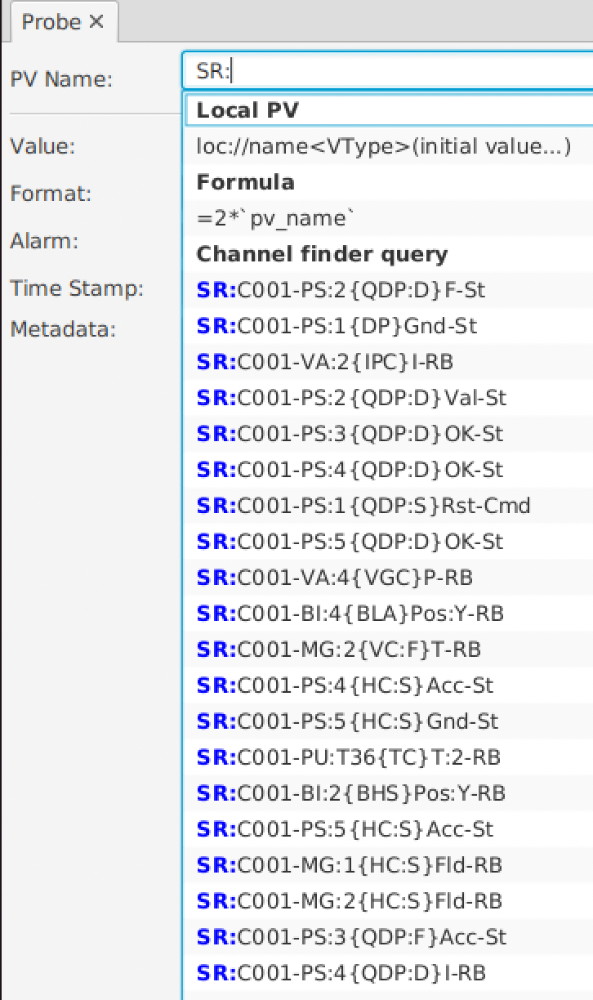 Probe ×
PV Name:
SR:
Local PV
Value:
loc://name<VType>(initial value...)
Formula
Format:
=2*`pv_name`
Alarm:
Channel finder query
Time Stamp:
SR:C001-PS:2{QDP:D}F-St
Metadata:
SR:C001-PS:1{DP}Gnd-St
SR:C001-VA:2{IPC}I-RB
SR:C001-PS:2{QDP:D}Val-St
SR:C001-PS:3{QDP:D}OK-St
SR:C001-PS:4{QDP:D}OK-St
SR:C001-PS:1{QDP:S}Rst-Cmd
SR:C001-PS:5{QDP:D}OK-St
SR:C001-VA:4{VGC}P-RB
SR:C001-BI:4{BLA}Pos:Y-RB
SR:C001-MG:2{VC:F}T-RB
SR:C001-PS:4{HC:S}Acc-St
SR:C001-PS:5{HC:S}Gnd-St
SR:C001-PU:T36{TC}T:2-RB
SR:C001-BI:2{BHS}Pos:Y-RB
SR:C001-PS:5{HC:S}Acc-St
SR:C001-MG:1{HC:S}Fld-RB
SR:C001-MG:2{HC:S}Fld-RB
SR:C001-PS:3{QDP:F}Acc-St
SR:C001-PS:4{QDP:D}I-RB